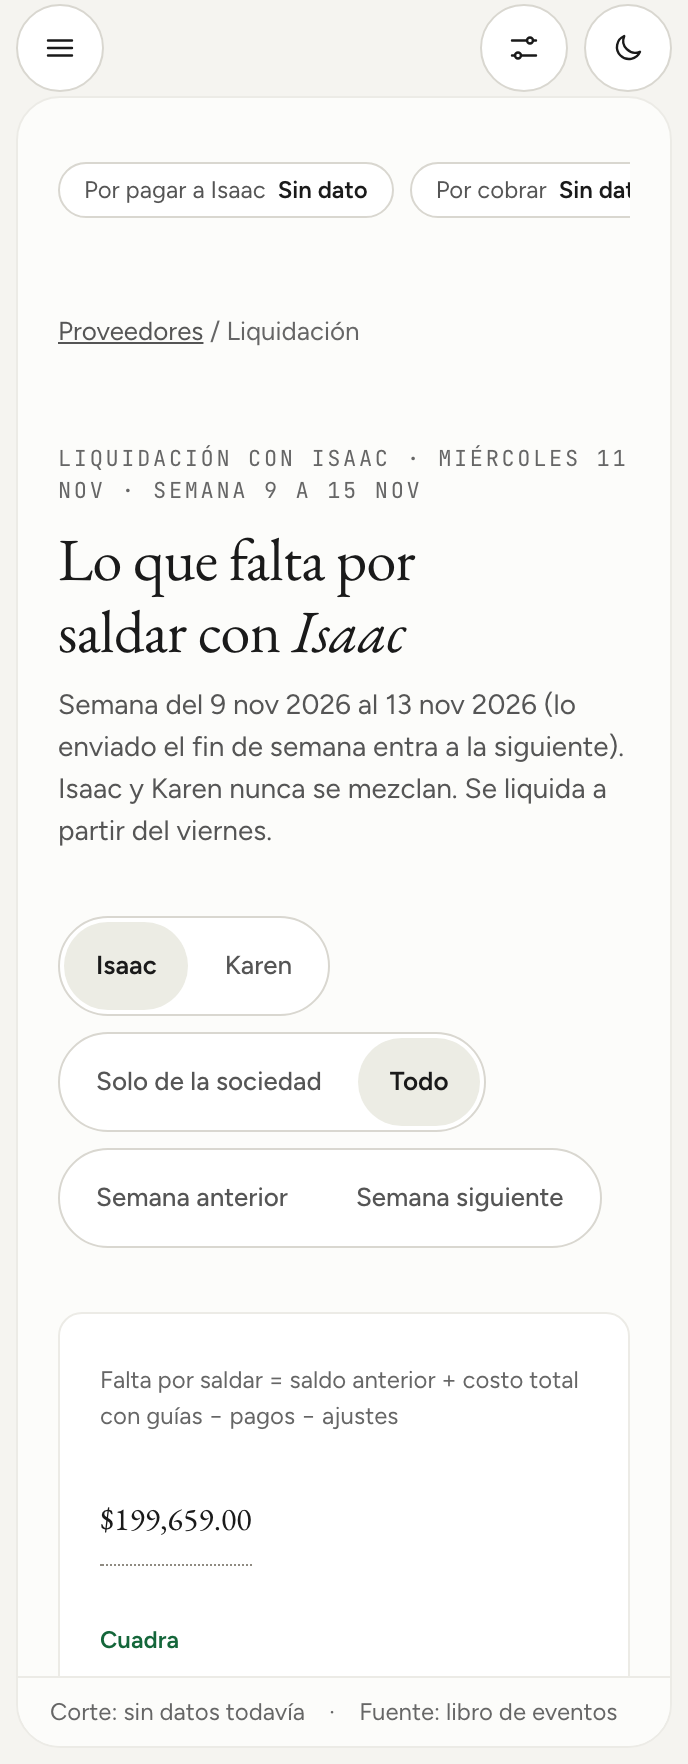 Por pagar a Isaac Sin dato
Por cobrar Sin dat
Proveedores / Liquidación
LIQUIDACIÓN CON ISAAC · MIÉRCOLES 11
NOV · SEMANA 9 A 15 NOV
Lo que falta por
saldar con Isaac
Semana del 9 nov 2026 al 13 nov 2026 (lo
enviado el fin de semana entra a la siguiente).
Isaac y Karen nunca se mezclan. Se liquida a
partir del viernes.
Isaac Karen
Solo de la sociedad Todo
Semana anterior Semana siguiente
Falta por saldar = saldo anterior + costo total
con guías − pagos − ajustes
$199,659.00
Cuadra
Corte: sin datos todavía · Fuente: libro de eventos